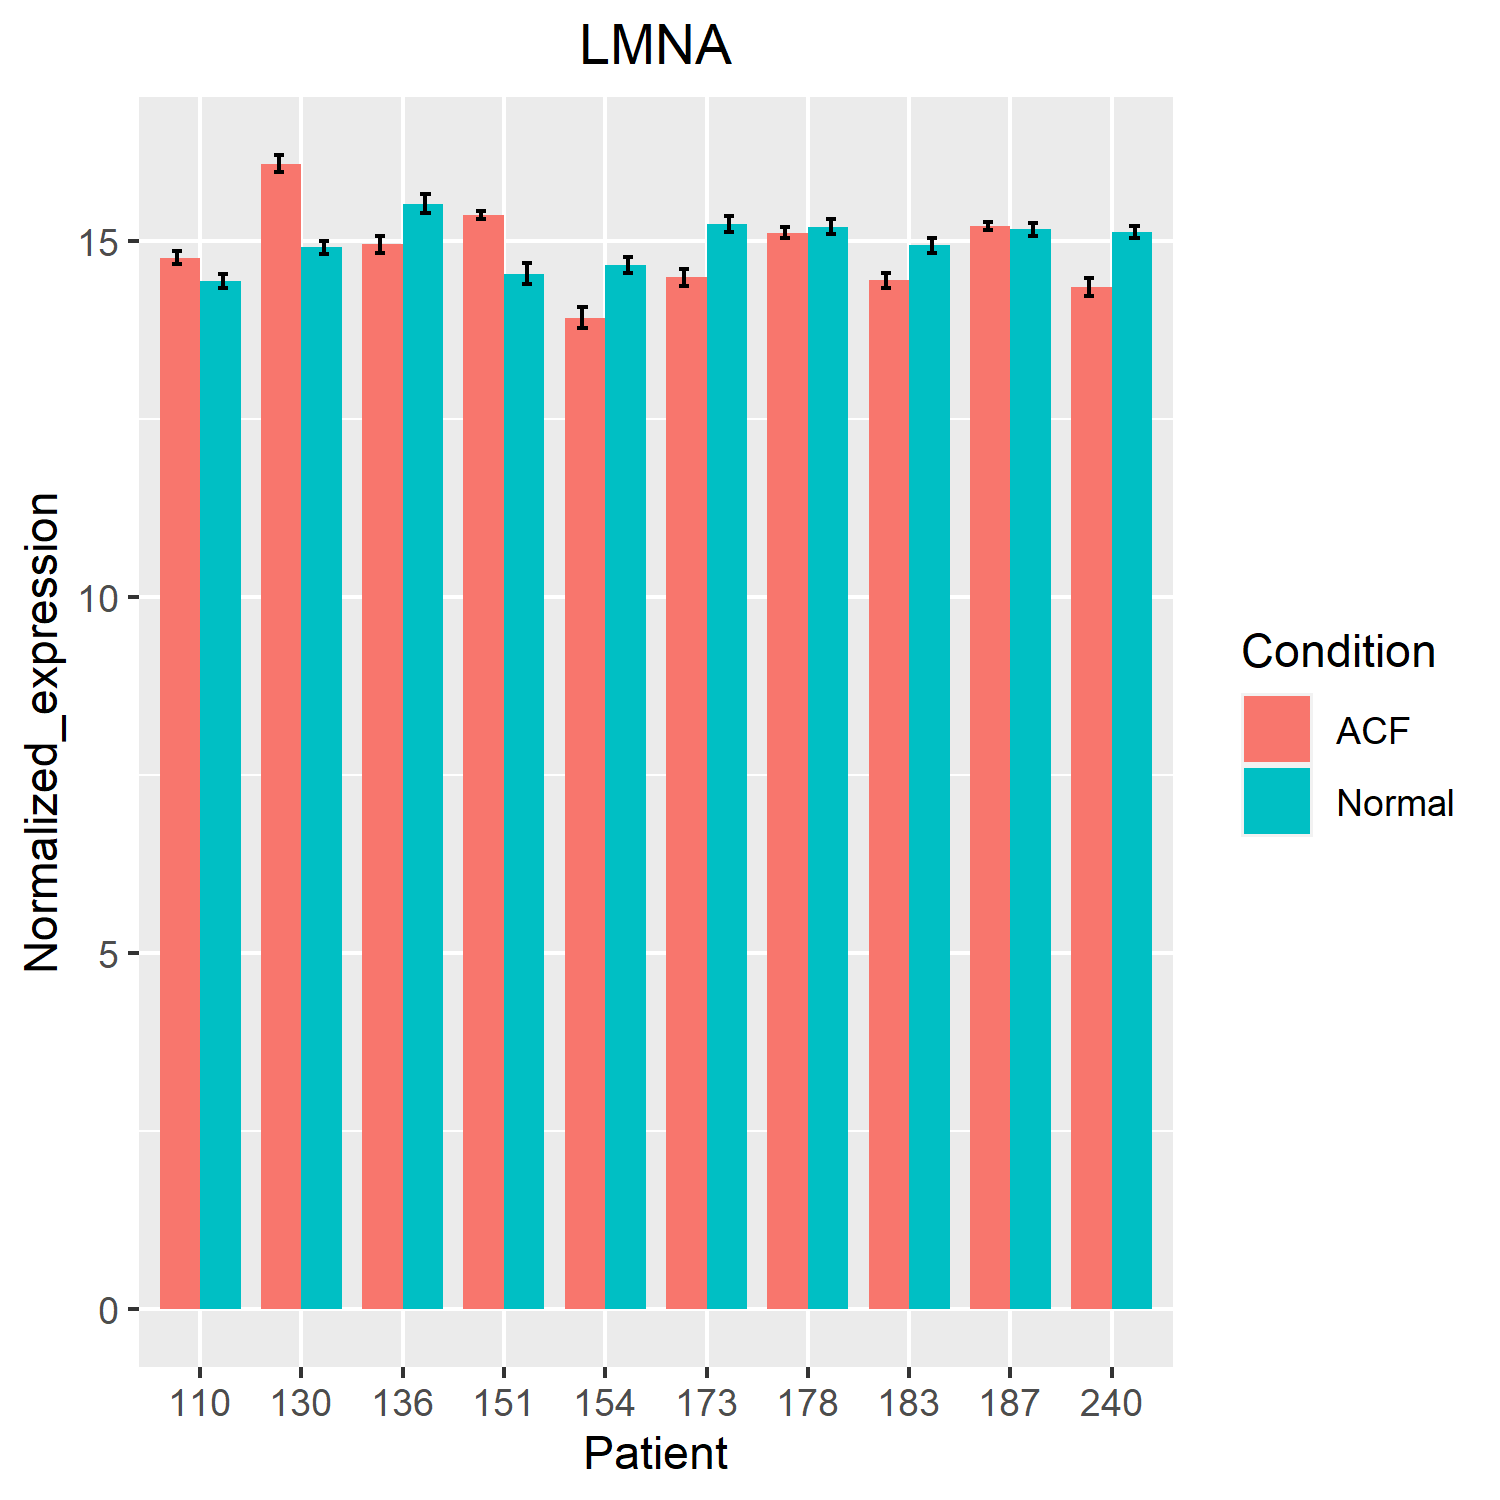 LMNA
Normalized_expression
15
10
5
0
110 130 136 151 154 173 178 183 187 240
Patient
Condition
ACF
Normal